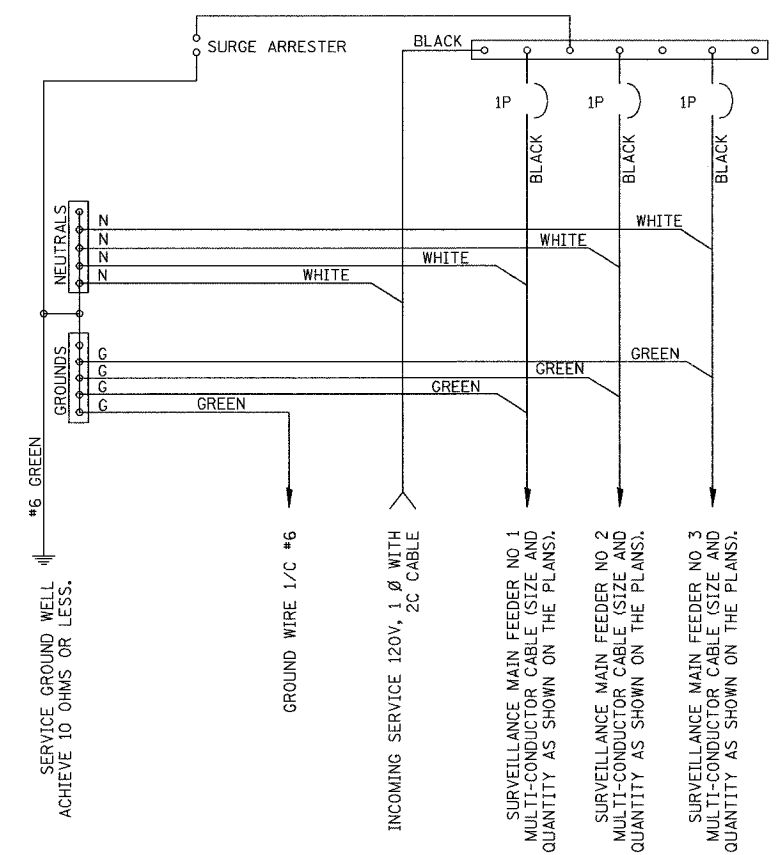 SURGE ARRESTER
BLACK
1P
1P
1P
BLACK
BLACK
BLACK
NEUTRALS
N
N
N
N
WHITE
WHITE
WHITE
WHITE
GROUNDS
G
G
G
G
GREEN
GREEN
GREEN
GREEN
#6 GREEN
SERVICE GROUND WELL
ACHIEVE 10 OHMS OR LESS.
GROUND WIRE 1/C #6
INCOMING SERVICE 120V, 1 Ø WITH
2C CABLE
SURVEILLANCE MAIN FEEDER NO 1
MULTI-CONDUCTOR CABLE (SIZE AND
QUANTITY AS SHOWN ON THE PLANS).
SURVEILLANCE MAIN FEEDER NO 2
MULTI-CONDUCTOR CABLE (SIZE AND
QUANTITY AS SHOWN ON THE PLANS).
SURVEILLANCE MAIN FEEDER NO 3
MULTI-CONDUCTOR CABLE (SIZE AND
QUANTITY AS SHOWN ON THE PLANS).